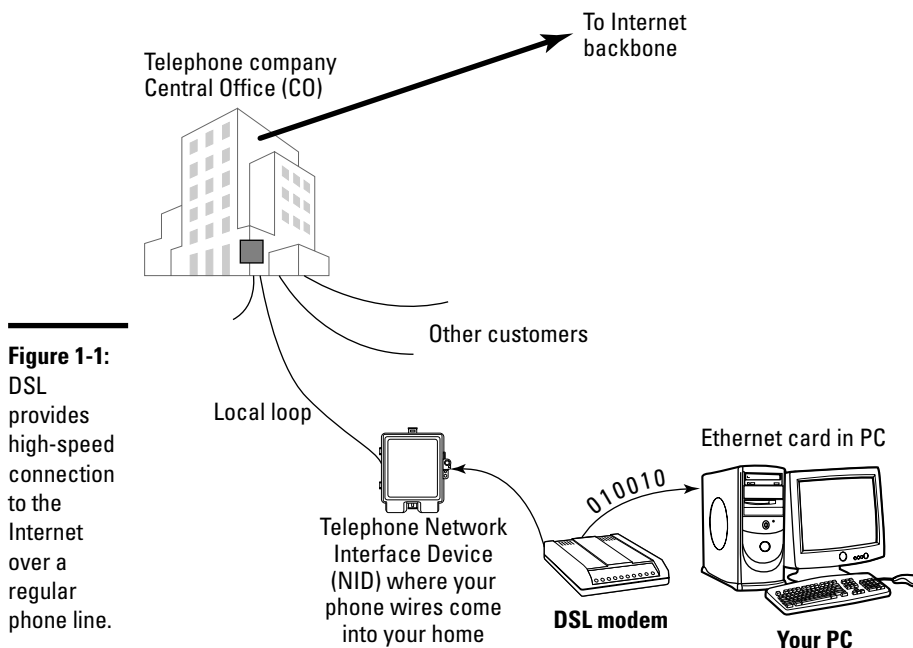 To Internet
backbone
Telephone company
Central Office (CO)
Other customers
Figure 1-1:
DSL
provides
high-speed
connection
to the
Internet
over a
regular
phone line.
Local loop
Ethernet card in PC
010010
Telephone Network
Interface Device
(NID) where your
phone wires come
into your home
DSL modem
Your PC